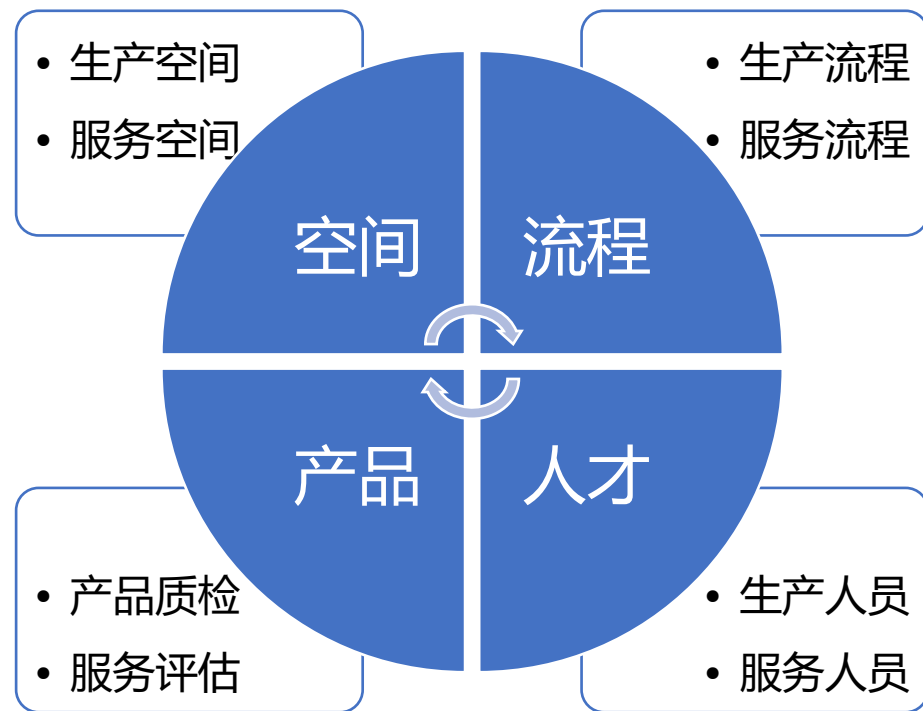 • 生产空间
• 服务空间
• 生产流程
• 服务流程
空间
流程
产品
人才
• 产品质检
• 服务评估
• 生产人员
• 服务人员